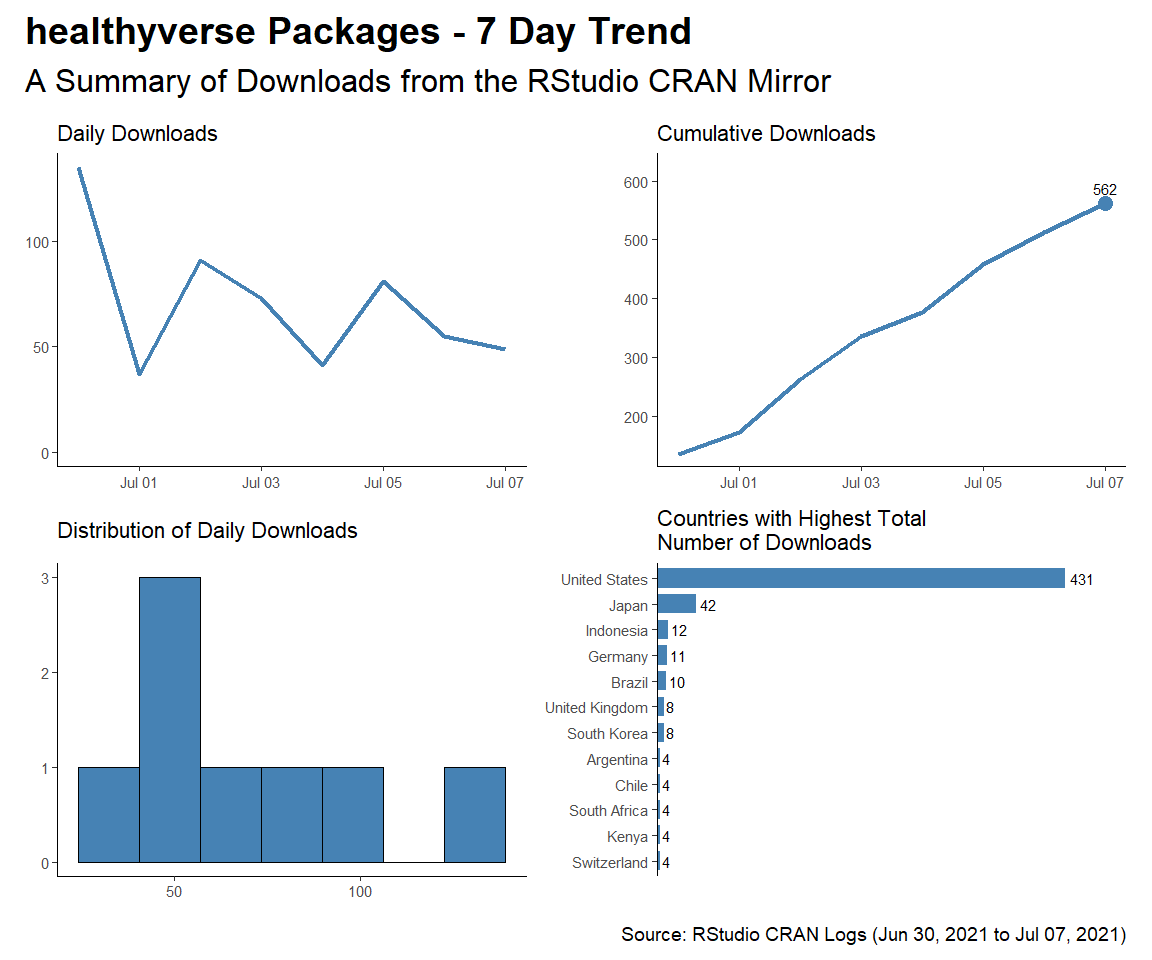 healthyverse Packages - 7 Day Trend
A Summary of Downloads from the RStudio CRAN Mirror
Daily Downloads
100
50
0
Jul 01 Jul 03 Jul 05 Jul 07
Cumulative Downloads
600
500
400
300
200
562
Jul 01 Jul 03 Jul 05 Jul 07
Distribution of Daily Downloads
3
2
1
0
50 100
Countries with Highest Total
Number of Downloads
United States 431
Japan 42
Indonesia 12
Germany 11
Brazil 10
United Kingdom 8
South Korea 8
Argentina 4
Chile 4
South Africa 4
Kenya 4
Switzerland 4
Source: RStudio CRAN Logs (Jun 30, 2021 to Jul 07, 2021)